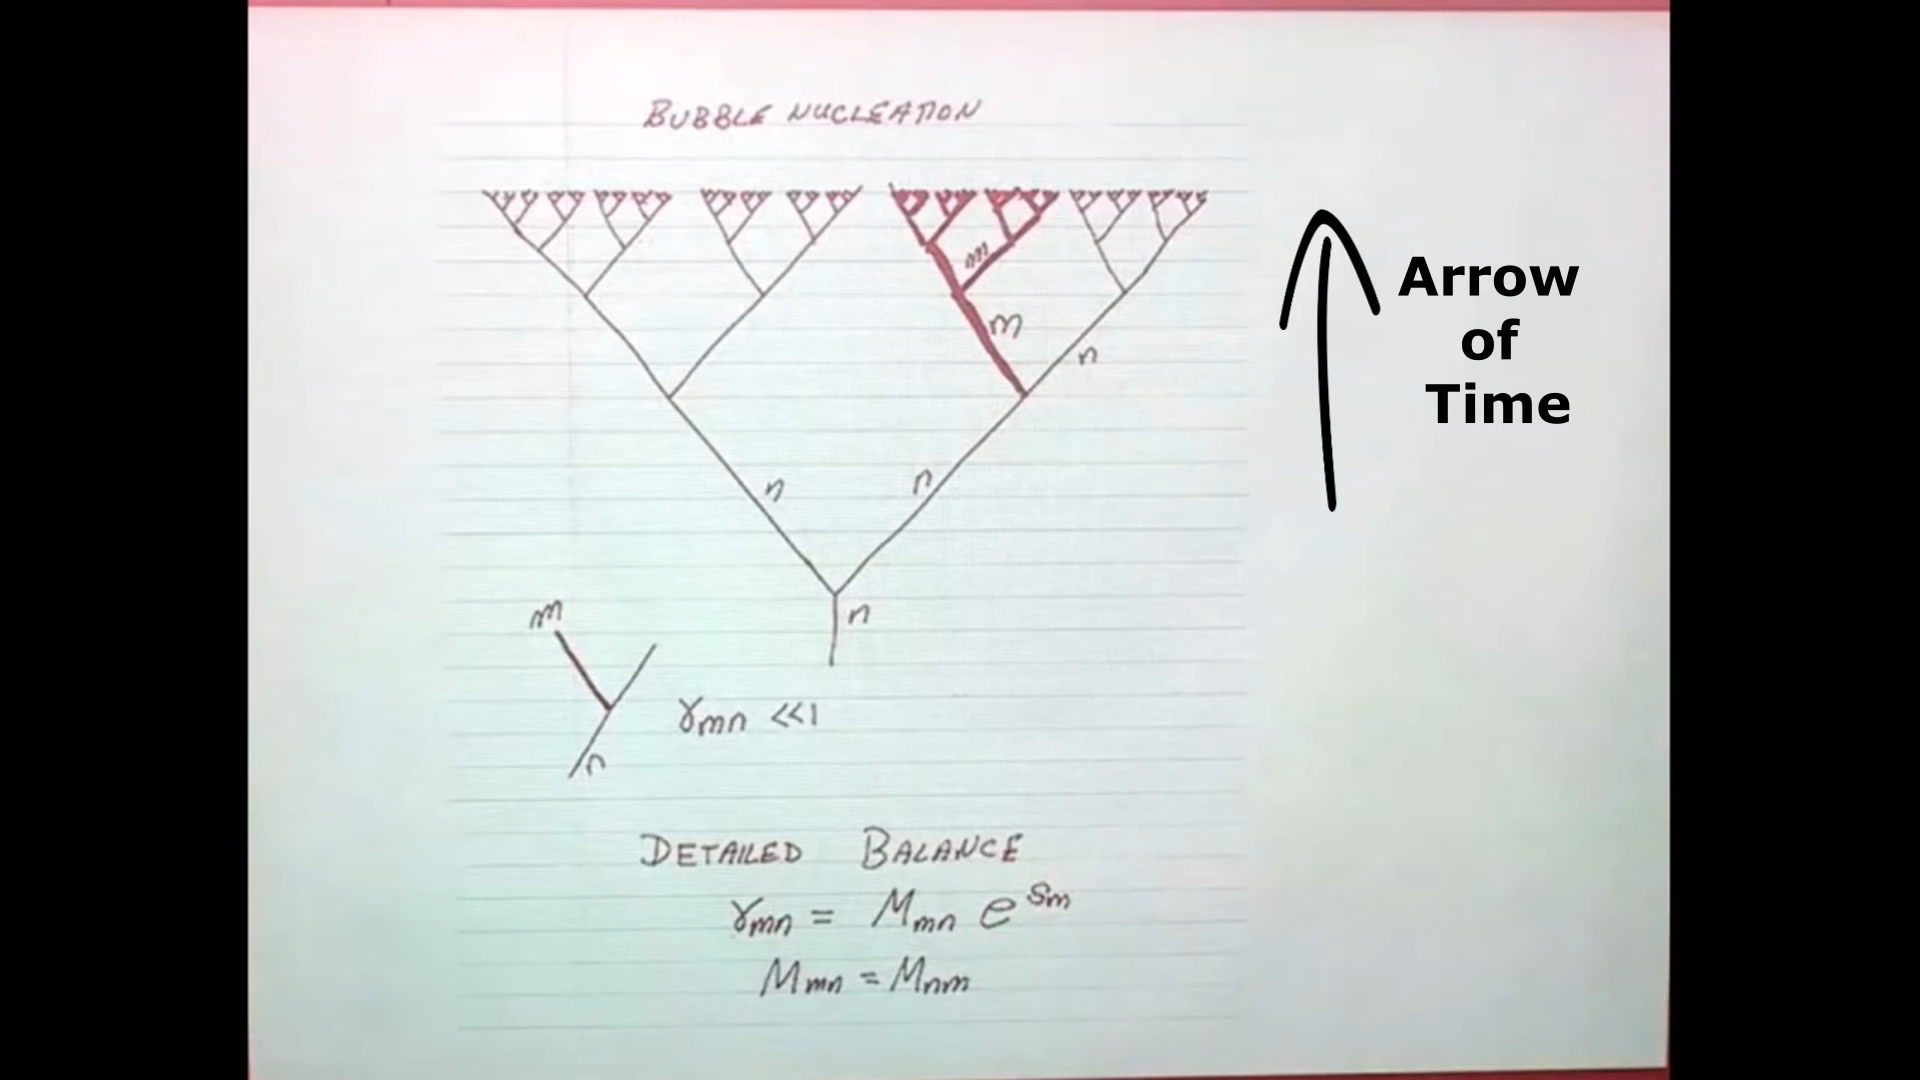 BUBBLE NUCLEATION
m
m
n
n
n
n
m
n
γmn <<1
DETAILED BALANCE
γmn = Mmn e^Sm
Mmn = Mnm
Arrow
of
Time